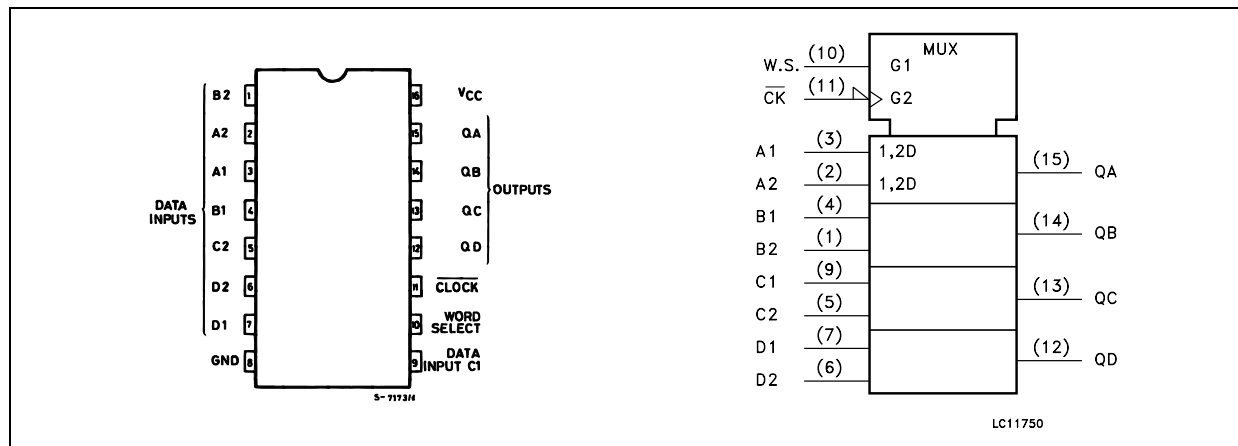 B2 1
A2 2
A1 3
B1 4
C2 5
D2 6
D1 7
GND 8
DATA
INPUTS
16 VCC
15 QA
14 QB
13 QC
12 QD
OUTPUTS
11 CLOCK
10 WORD
SELECT
9 DATA
INPUT C1
S-7173/1
MUX
W.S. (10) G1
CK (11) G2
A1 (3) 1,2D
A2 (2) 1,2D
B1 (4)
B2 (1)
C1 (9)
C2 (5)
D1 (7)
D2 (6)
(15) QA
(14) QB
(13) QC
(12) QD
LC11750